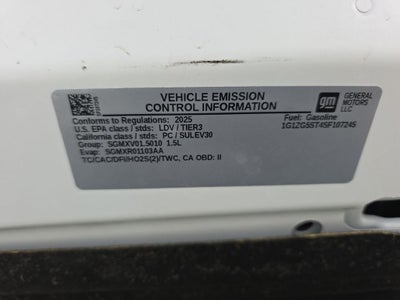 VEHICLE EMISSION
CONTROL INFORMATION
Conforms to Regulations: 2025
U.S. EPA class / stds: LDV / TIER3
California class / stds: PC / SULEV30
Group: SGMXV01.5010 1.5L
Evap: SGMXR01103AA
TC/CAC/DFI/HO2S(2)/TWC, CA OBD: II
gm
GENERAL
MOTORS
LLC
Fuel: Gasoline
1G1ZG5ST4SF107245